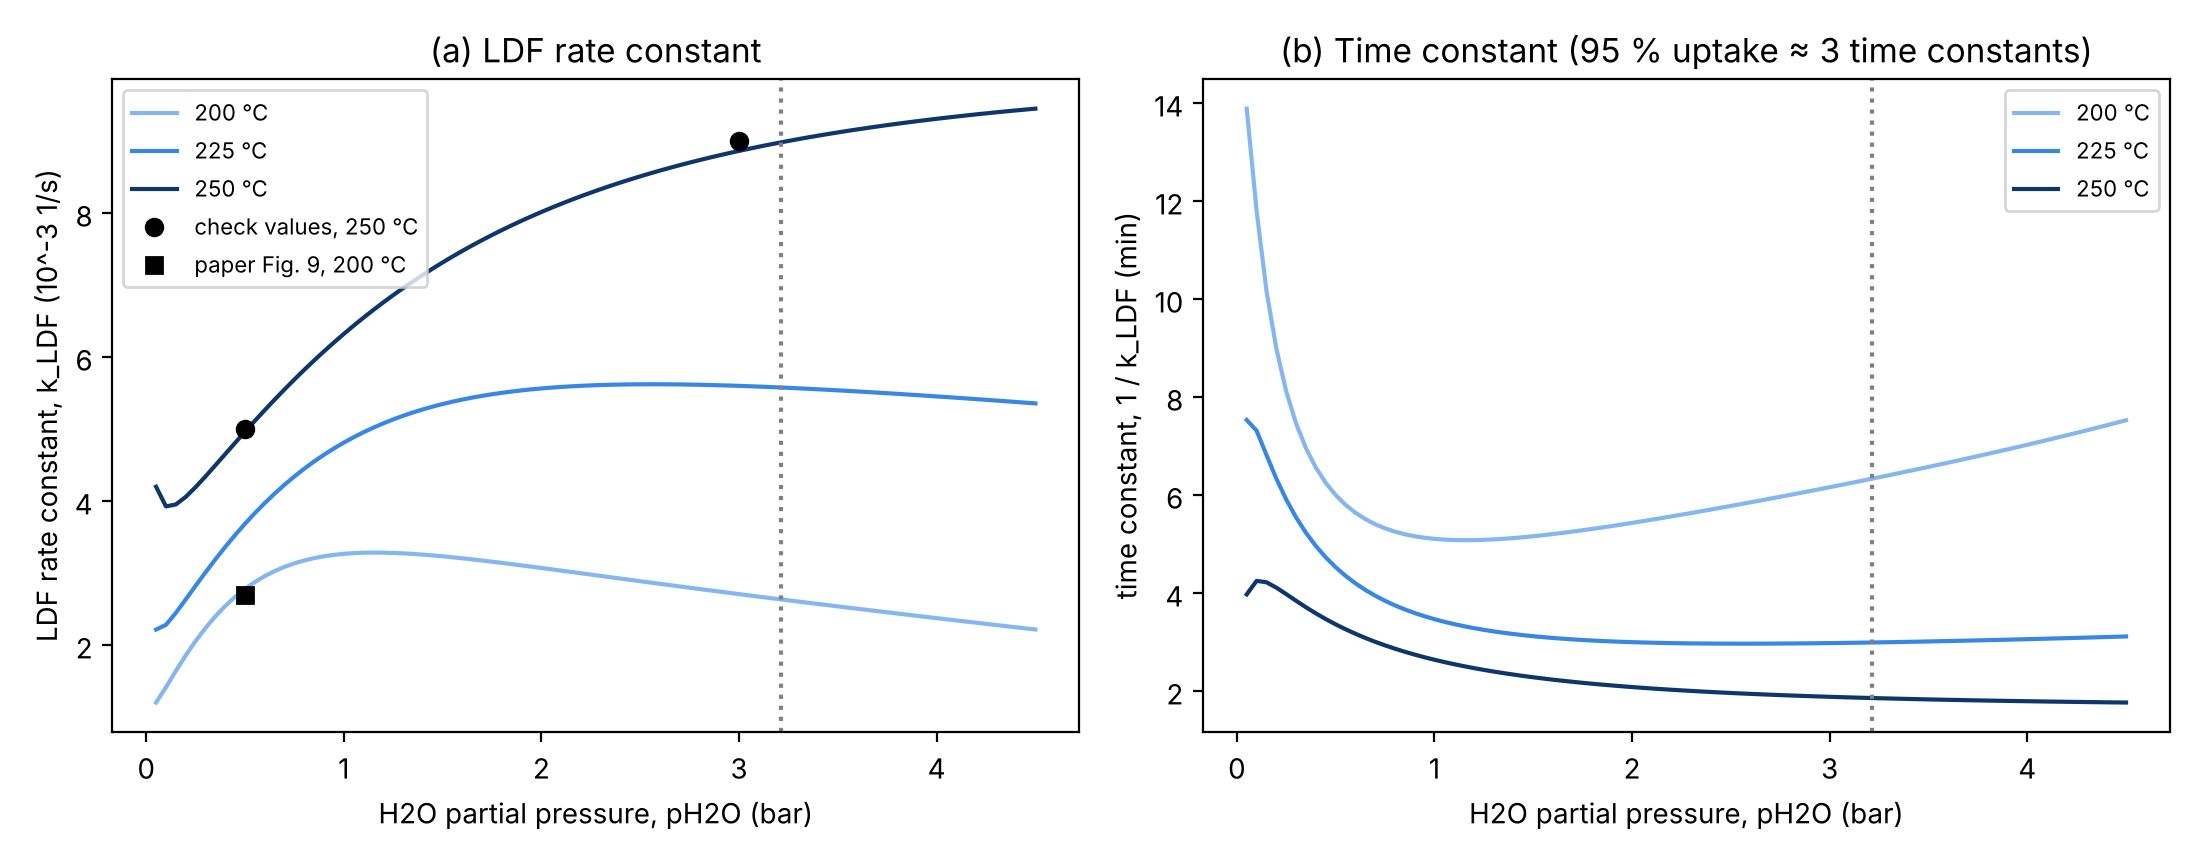 (a) LDF rate constant
LDF rate constant, k_LDF (10^-3 1/s)
8
6
4
2
200 °C
225 °C
250 °C
check values, 250 °C
paper Fig. 9, 200 °C
0 1 2 3 4
H2O partial pressure, pH2O (bar)
(b) Time constant (95 % uptake ≈ 3 time constants)
time constant, 1 / k_LDF (min)
14
12
10
8
6
4
2
200 °C
225 °C
250 °C
0 1 2 3 4
H2O partial pressure, pH2O (bar)